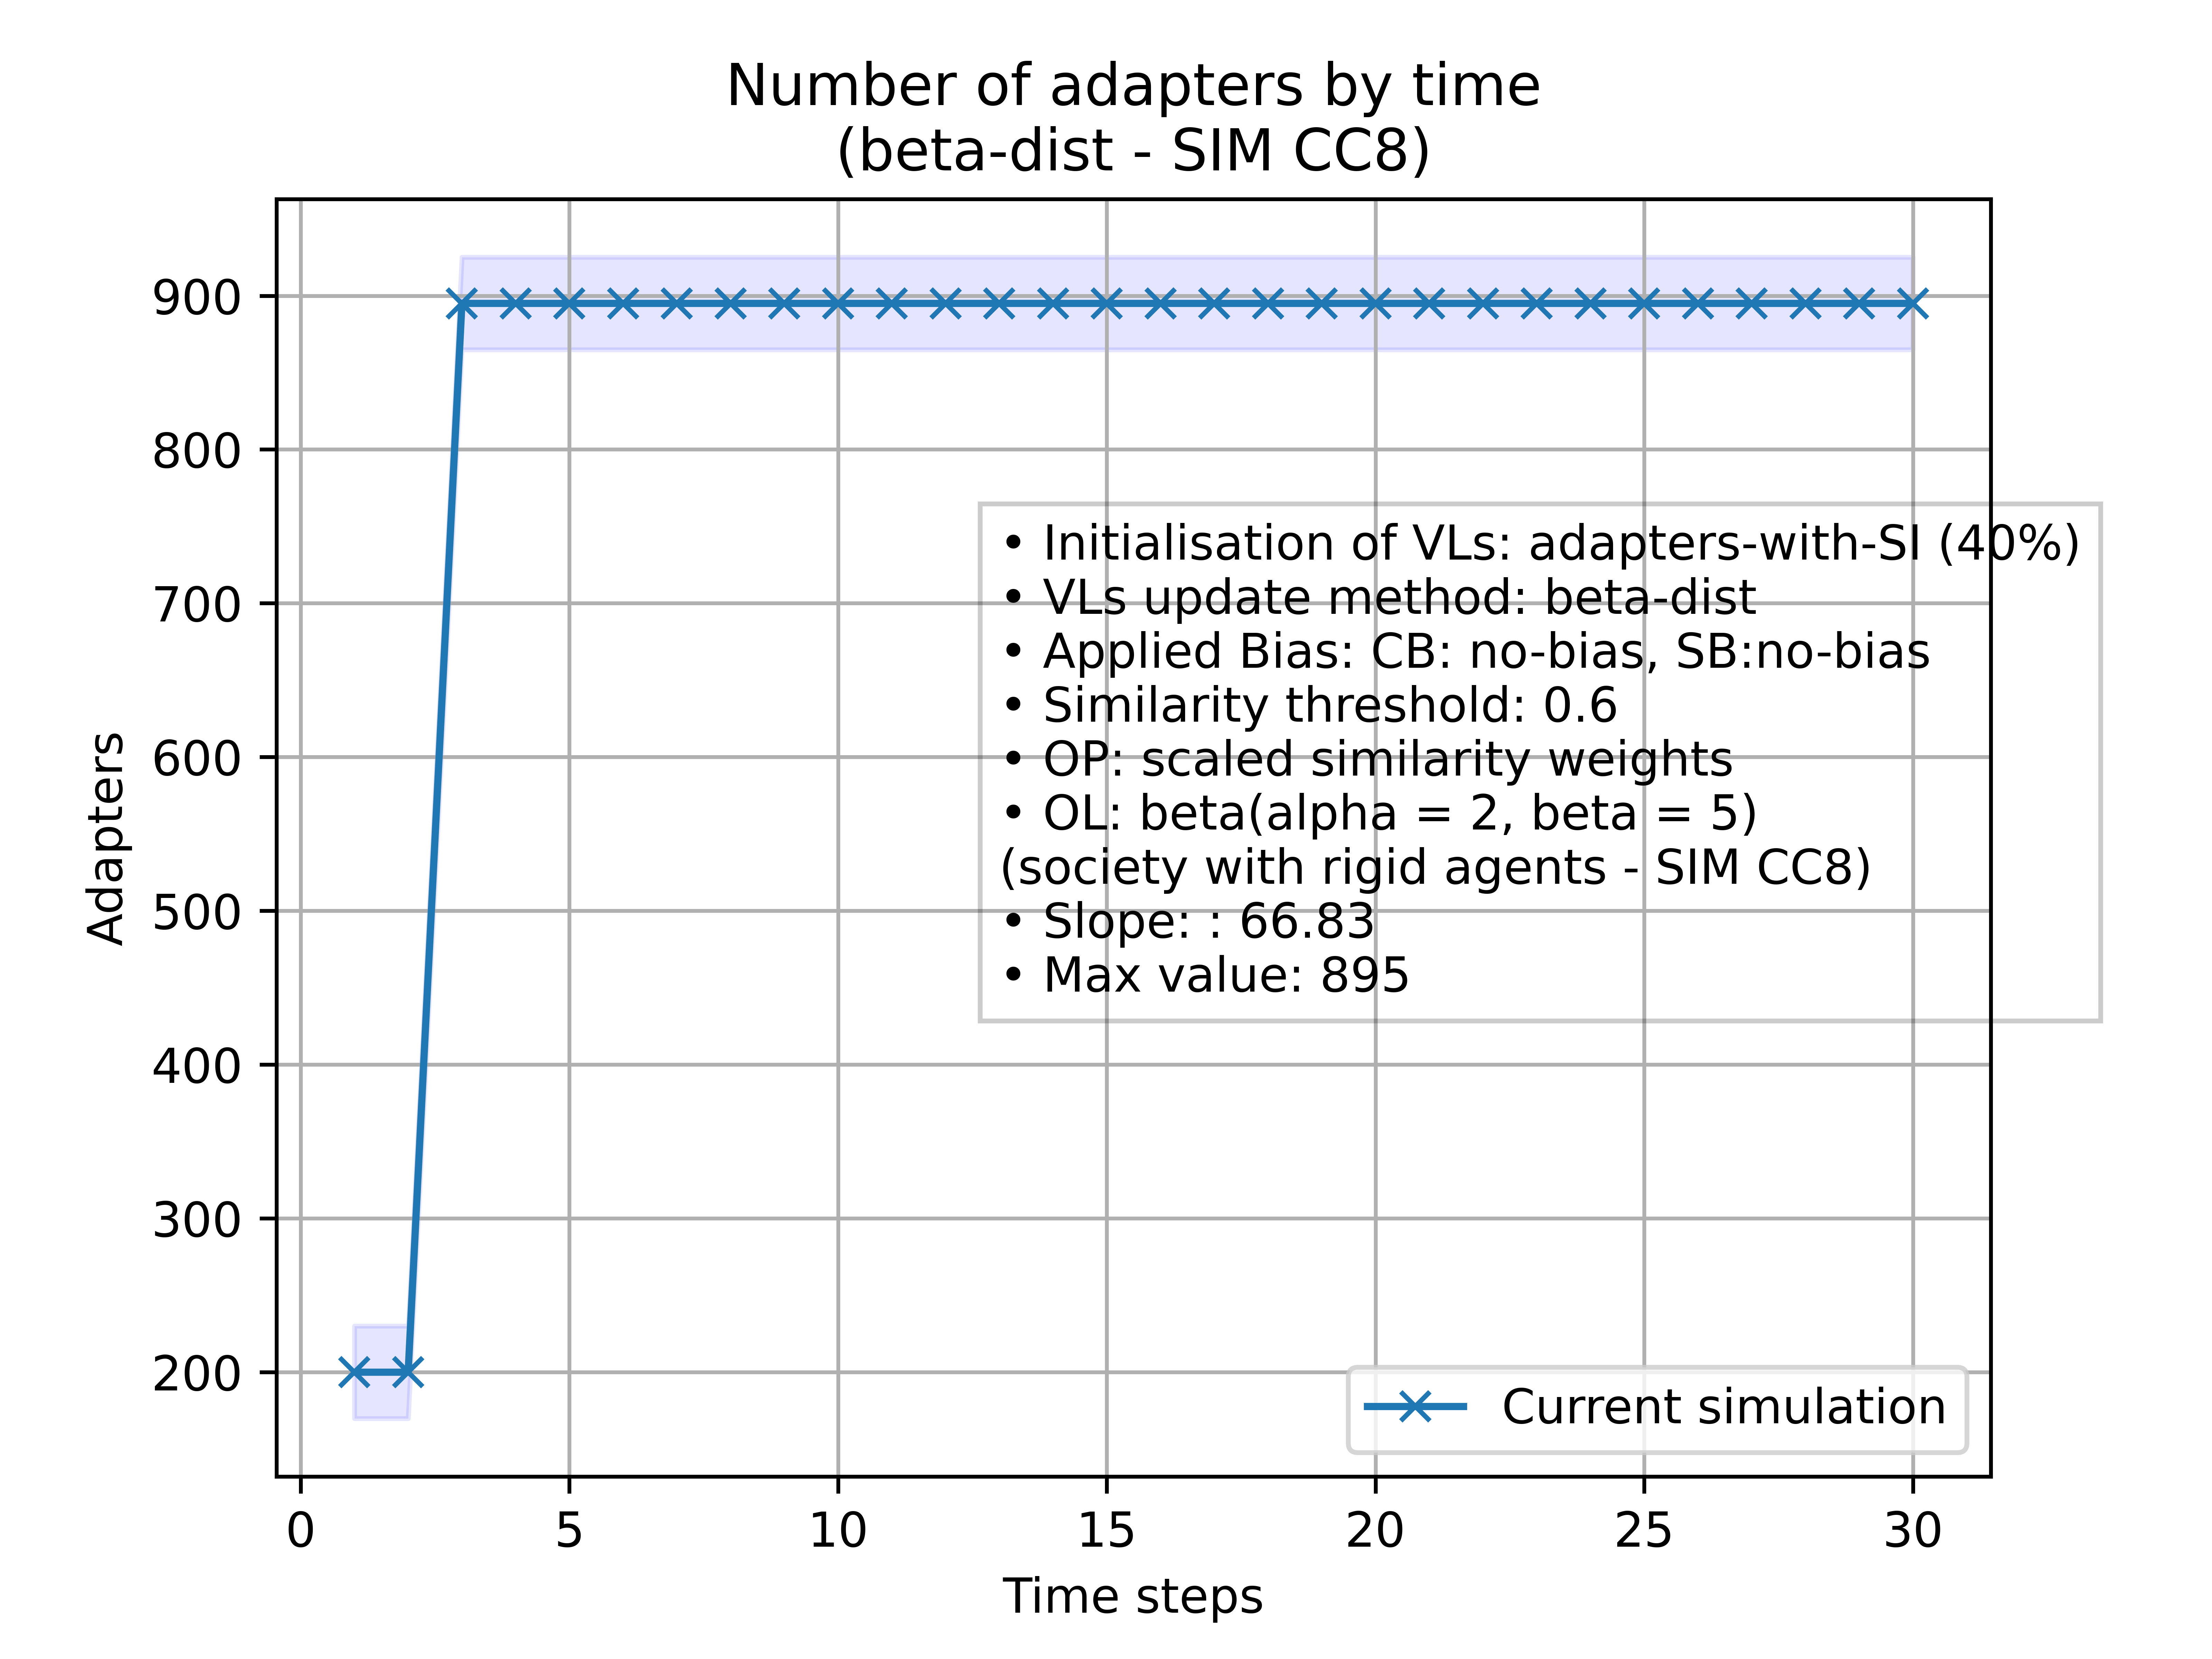 Number of adapters by time
(beta-dist - SIM CC8)
900
800
700
600
500
400
300
200
Adapters
• Initialisation of VLs: adapters-with-SI (40%)
• VLs update method: beta-dist
• Applied Bias: CB: no-bias, SB:no-bias
• Similarity threshold: 0.6
• OP: scaled similarity weights
• OL: beta(alpha = 2, beta = 5)
(society with rigid agents - SIM CC8)
• Slope: : 66.83
• Max value: 895
Current simulation
0 5 10 15 20 25 30
Time steps